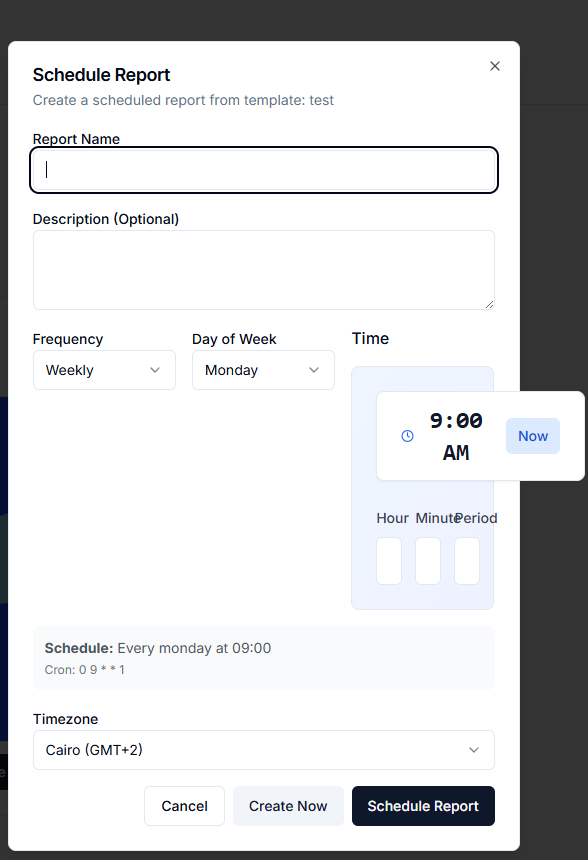 Schedule Report
Create a scheduled report from template: test
Report Name
Description (Optional)
Frequency
Day of Week
Time
Weekly
Monday
9:00
AM
Now
Hour
Minute
Period
Schedule: Every monday at 09:00
Cron: 0 9 * * 1
Timezone
Cairo (GMT+2)
Cancel
Create Now
Schedule Report